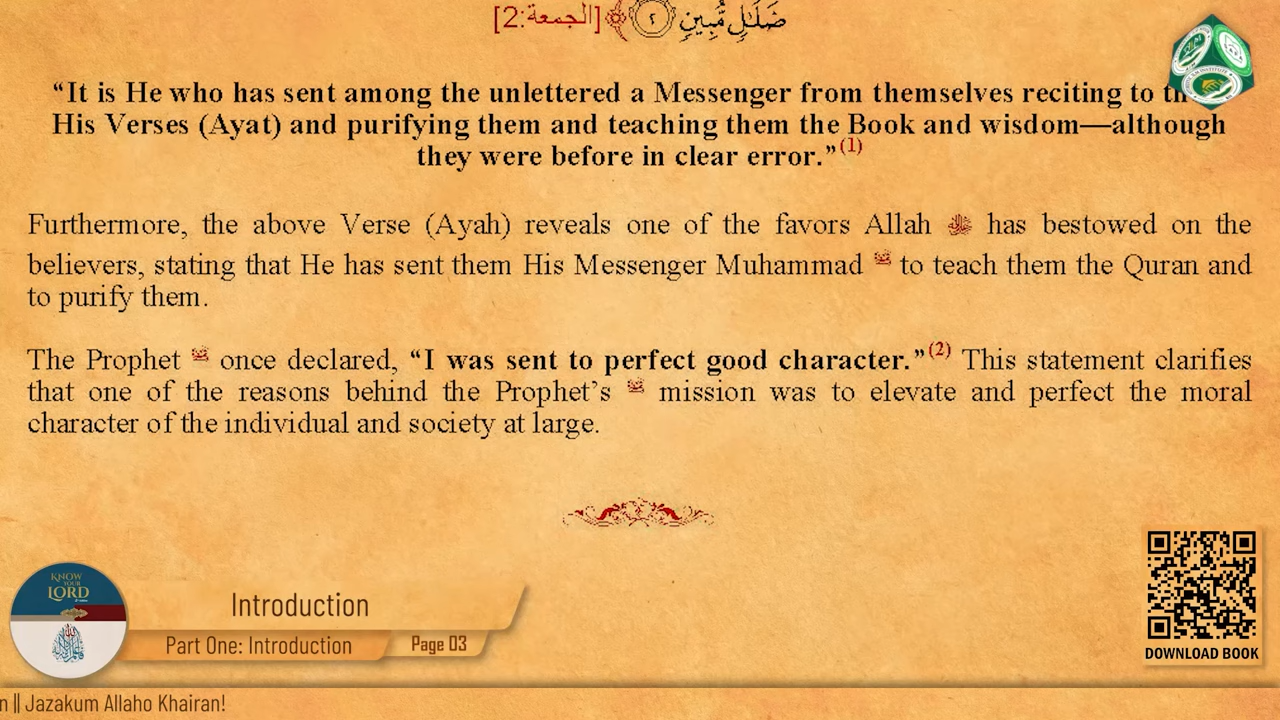 ضَلَٰلٖ مُّبِينٖ ٢ ﴾ [الجمعة:2]
“It is He who has sent among the unlettered a Messenger from themselves reciting to
His Verses (Ayat) and purifying them and teaching them the Book and wisdom—although
they were before in clear error.”(1)
Furthermore, the above Verse (Ayah) reveals one of the favors Allah ﷻ has bestowed on the
believers, stating that He has sent them His Messenger Muhammad ﷺ to teach them the Quran and
to purify them.
The Prophet ﷺ once declared, “I was sent to perfect good character.”(2) This statement clarifies
that one of the reasons behind the Prophet’s ﷺ mission was to elevate and perfect the moral
character of the individual and society at large.
KNOW
YOUR
LORD
Introduction
Part One: Introduction
Page 03
DOWNLOAD BOOK
n || Jazakum Allaho Khairan!